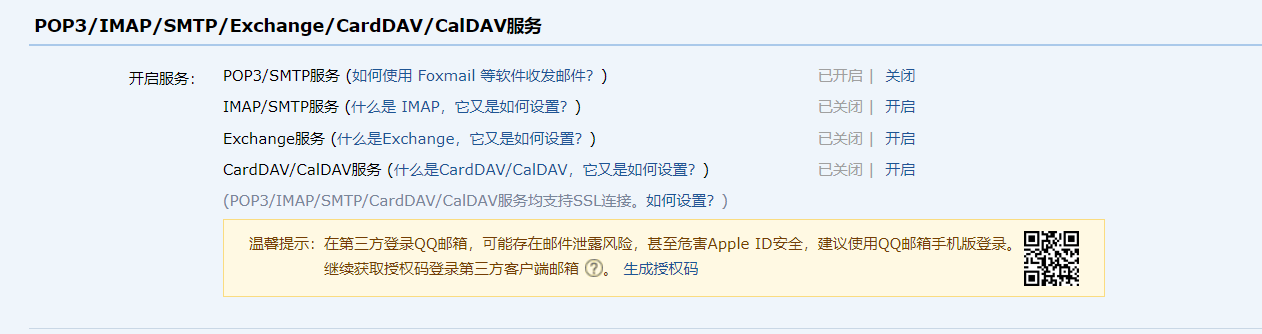 POP3/IMAP/SMTP/Exchange/CardDAV/CalDAV服务
开启服务： POP3/SMTP服务 (如何使用 Foxmail 等软件收发邮件？) 已开启 | 关闭
IMAP/SMTP服务 (什么是 IMAP，它又是如何设置？) 已关闭 | 开启
Exchange服务 (什么是Exchange，它又是如何设置？) 已关闭 | 开启
CardDAV/CalDAV服务 (什么是CardDAV/CalDAV，它又是如何设置？) 已关闭 | 开启
(POP3/IMAP/SMTP/CardDAV/CalDAV服务均支持SSL连接。如何设置？)
温馨提示：在第三方登录QQ邮箱，可能存在邮件泄露风险，甚至危害Apple ID安全，建议使用QQ邮箱手机版登录。
继续获取授权码登录第三方客户端邮箱 ?。 生成授权码